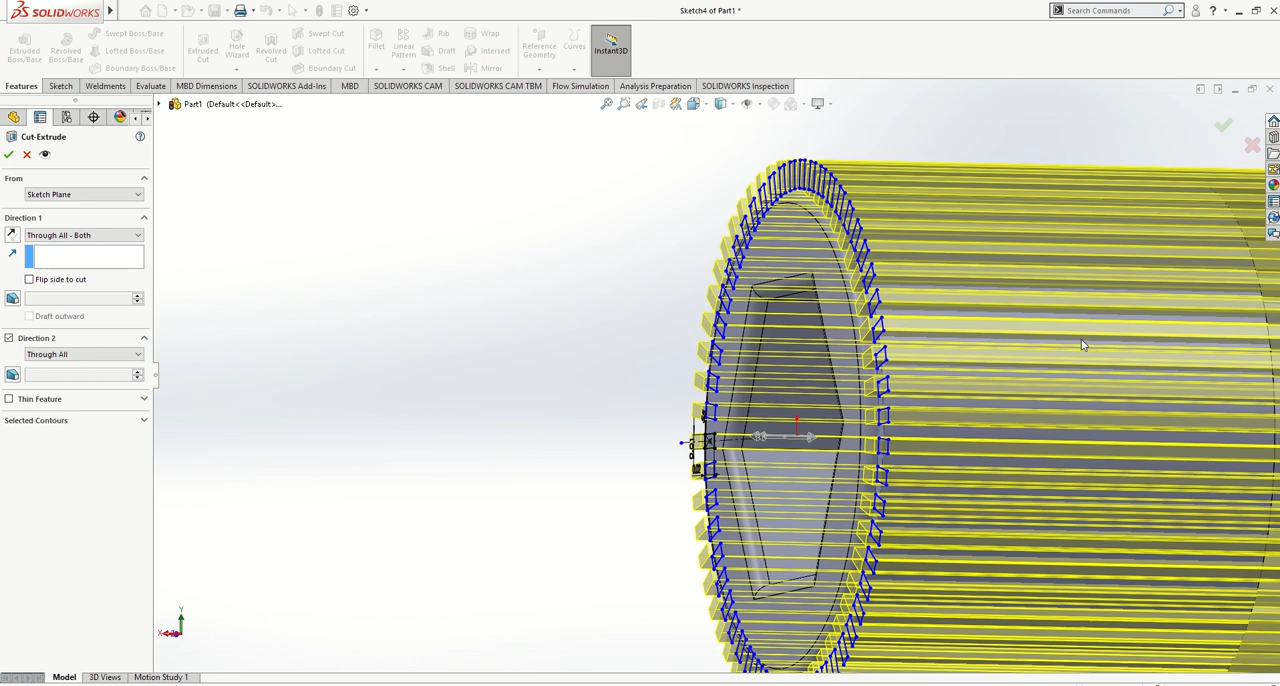 SOLIDWORKS
Sketch4 of Part1 *
Search Commands
Extruded Boss/Base
Revolved Boss/Base
Swept Boss/Base
Lofted Boss/Base
Boundary Boss/Base
Extruded Cut
Hole Wizard
Revolved Cut
Swept Cut
Lofted Cut
Boundary Cut
Fillet
Linear Pattern
Rib
Draft
Shell
Wrap
Intersect
Mirror
Reference Geometry
Curves
Instant3D
Features
Sketch
Weldments
Evaluate
MBD Dimensions
SOLIDWORKS Add-Ins
MBD
SOLIDWORKS CAM
SOLIDWORKS CAM TBM
Flow Simulation
Analysis Preparation
SOLIDWORKS Inspection
Part1 (Default<<Default>...
Cut-Extrude
From
Sketch Plane
Direction 1
Through All - Both
Flip side to cut
Draft outward
Direction 2
Through All
Thin Feature
Selected Contours
Y
X
Model
3D Views
Motion Study 1